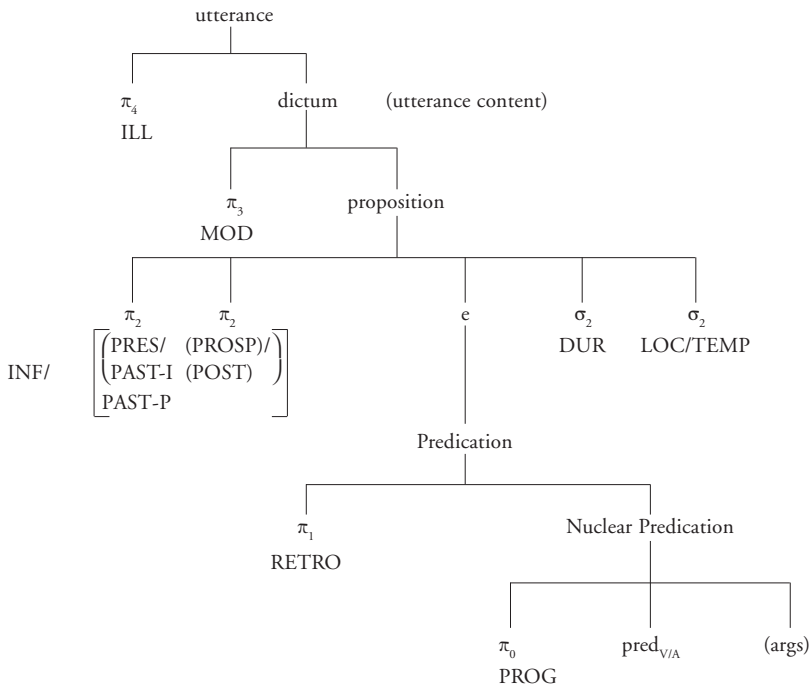 utterance
π₄ dictum (utterance content)
ILL
π₃ proposition
MOD
π₂ π₂ e σ₂ σ₂
PRES/ (PROSP)/ DUR LOC/TEMP
INF/ PAST-I (POST)
PAST-P
Predication
π₁ Nuclear Predication
RETRO
π₀ pred_V/A (args)
PROG